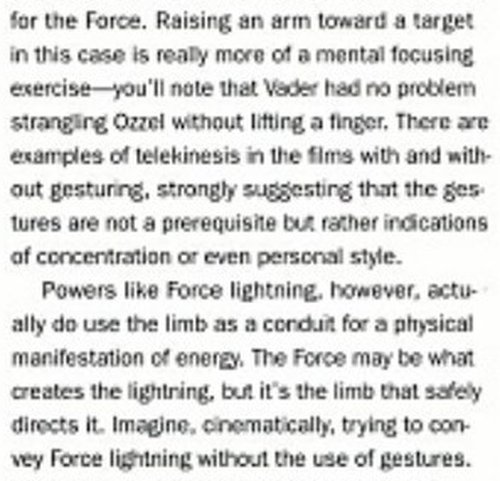 for the Force. Raising an arm toward a target
in this case is really more of a mental focusing
exercise—you'll note that Vader had no problem
strangling Ozzel without lifting a finger. There are
examples of telekinesis in the films with and with-
out gesturing, strongly suggesting that the ges-
tures are not a prerequisite but rather indications
of concentration or even personal style.
Powers like Force lightning, however, actu-
ally do use the limb as a conduit for a physical
manifestation of energy. The Force may be what
creates the lightning, but it's the limb that safely
directs it. Imagine, cinematically, trying to con-
vey Force lightning without the use of gestures.